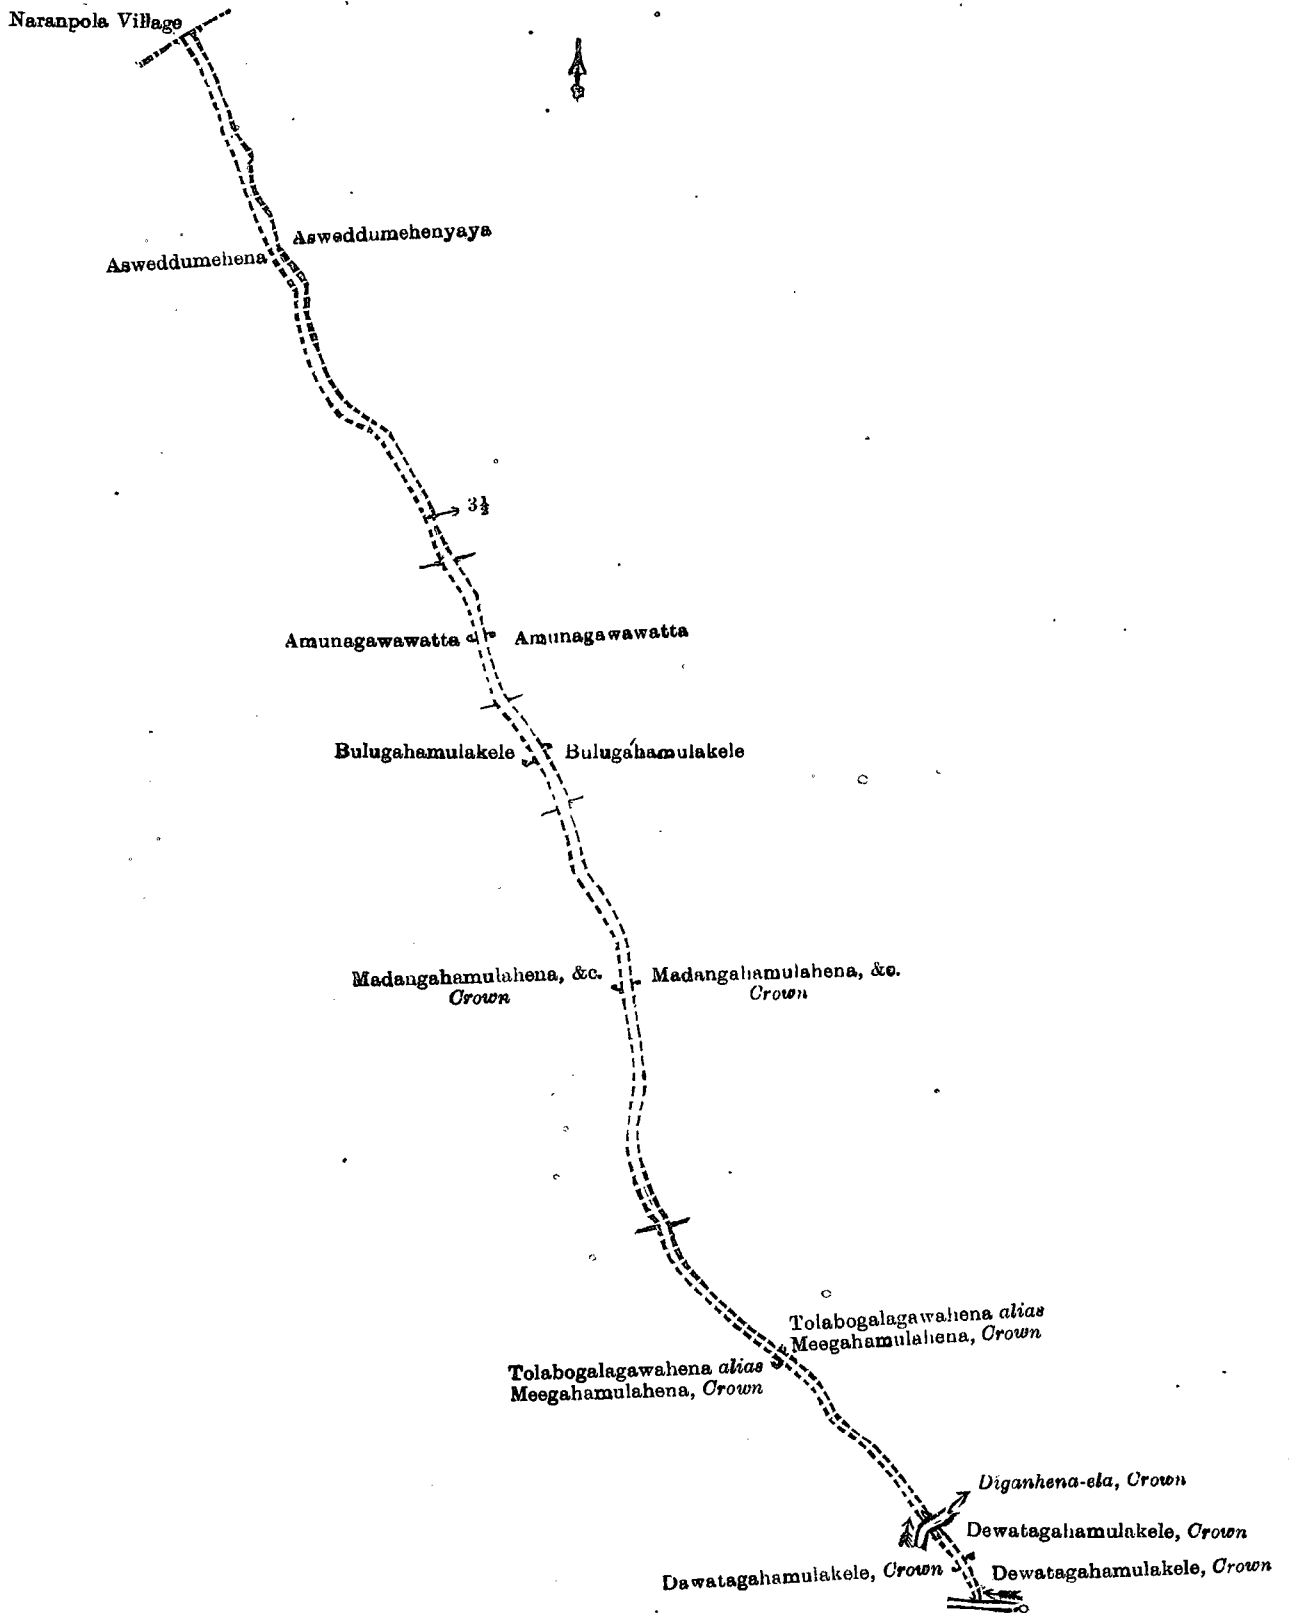 Naranpola Village
Asweddumehenyaya
Asweddumehena
3½
Amunagawawatta
Amunagawawatta
Bulugahamulakele
Bulugahamulakele
Madangahamulahena, &c.
Crown
Madangahamulahena, &c.
Crown
Tolabogalagawahena alias
Meegahamulahena, Crown
Tolabogalagawahena alias
Meegahamulahena, Crown
Diganhena-ela, Crown
Dewatagahamulakele, Crown
Dawatagahamulakele, Crown
Dewatagahamulakele, Crown